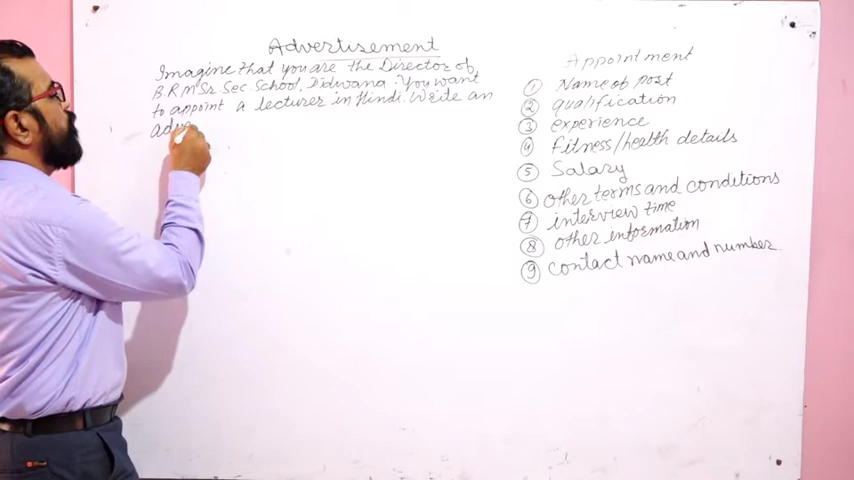 Advertisement
Imagine that you are the Director of
B.R.M Sr Sec School, Didwana. You want
to appoint a lecturer in Hindi. Write an
adve
Appointment
① Name of post
② qualification
③ experience
④ fitness/health details
⑤ Salary
⑥ other terms and conditions
⑦ interview time
⑧ other information
⑨ contact name and number